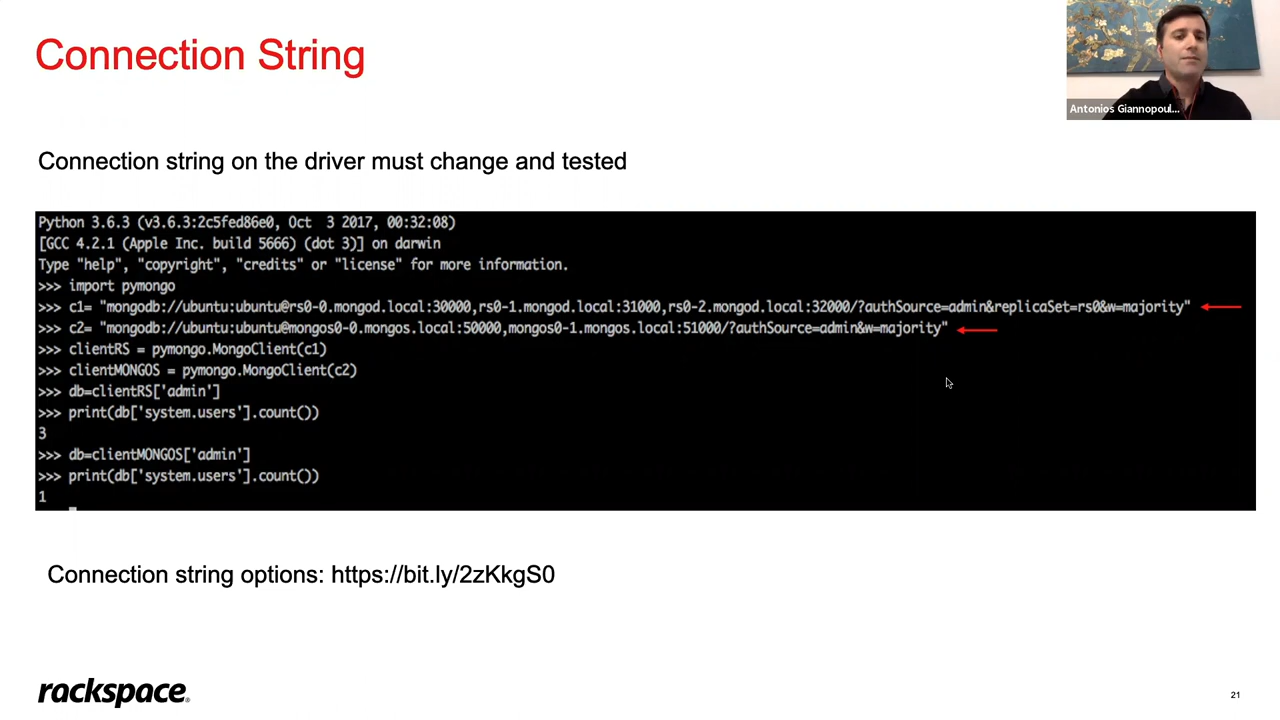 Connection String
Antonios Giannopoul...
Connection string on the driver must change and tested
Python 3.6.3 (v3.6.3:2c5fed86e0, Oct  3 2017, 00:32:08)
[GCC 4.2.1 (Apple Inc. build 5666) (dot 3)] on darwin
Type "help", "copyright", "credits" or "license" for more information.
>>> import pymongo
>>> c1= "mongodb://ubuntu:ubuntu@rs0-0.mongod.local:30000,rs0-1.mongod.local:31000,rs0-2.mongod.local:32000/?authSource=admin&replicaSet=rs0&w=majority"
>>> c2= "mongodb://ubuntu:ubuntu@mongos0-0.mongos.local:50000,mongos0-1.mongos.local:51000/?authSource=admin&w=majority"
>>> clientRS = pymongo.MongoClient(c1)
>>> clientMONGOS = pymongo.MongoClient(c2)
>>> db=clientRS['admin']
>>> print(db['system.users'].count())
3
>>> db=clientMONGOS['admin']
>>> print(db['system.users'].count())
1
Connection string options: https://bit.ly/2zKkgS0
rackspace
21